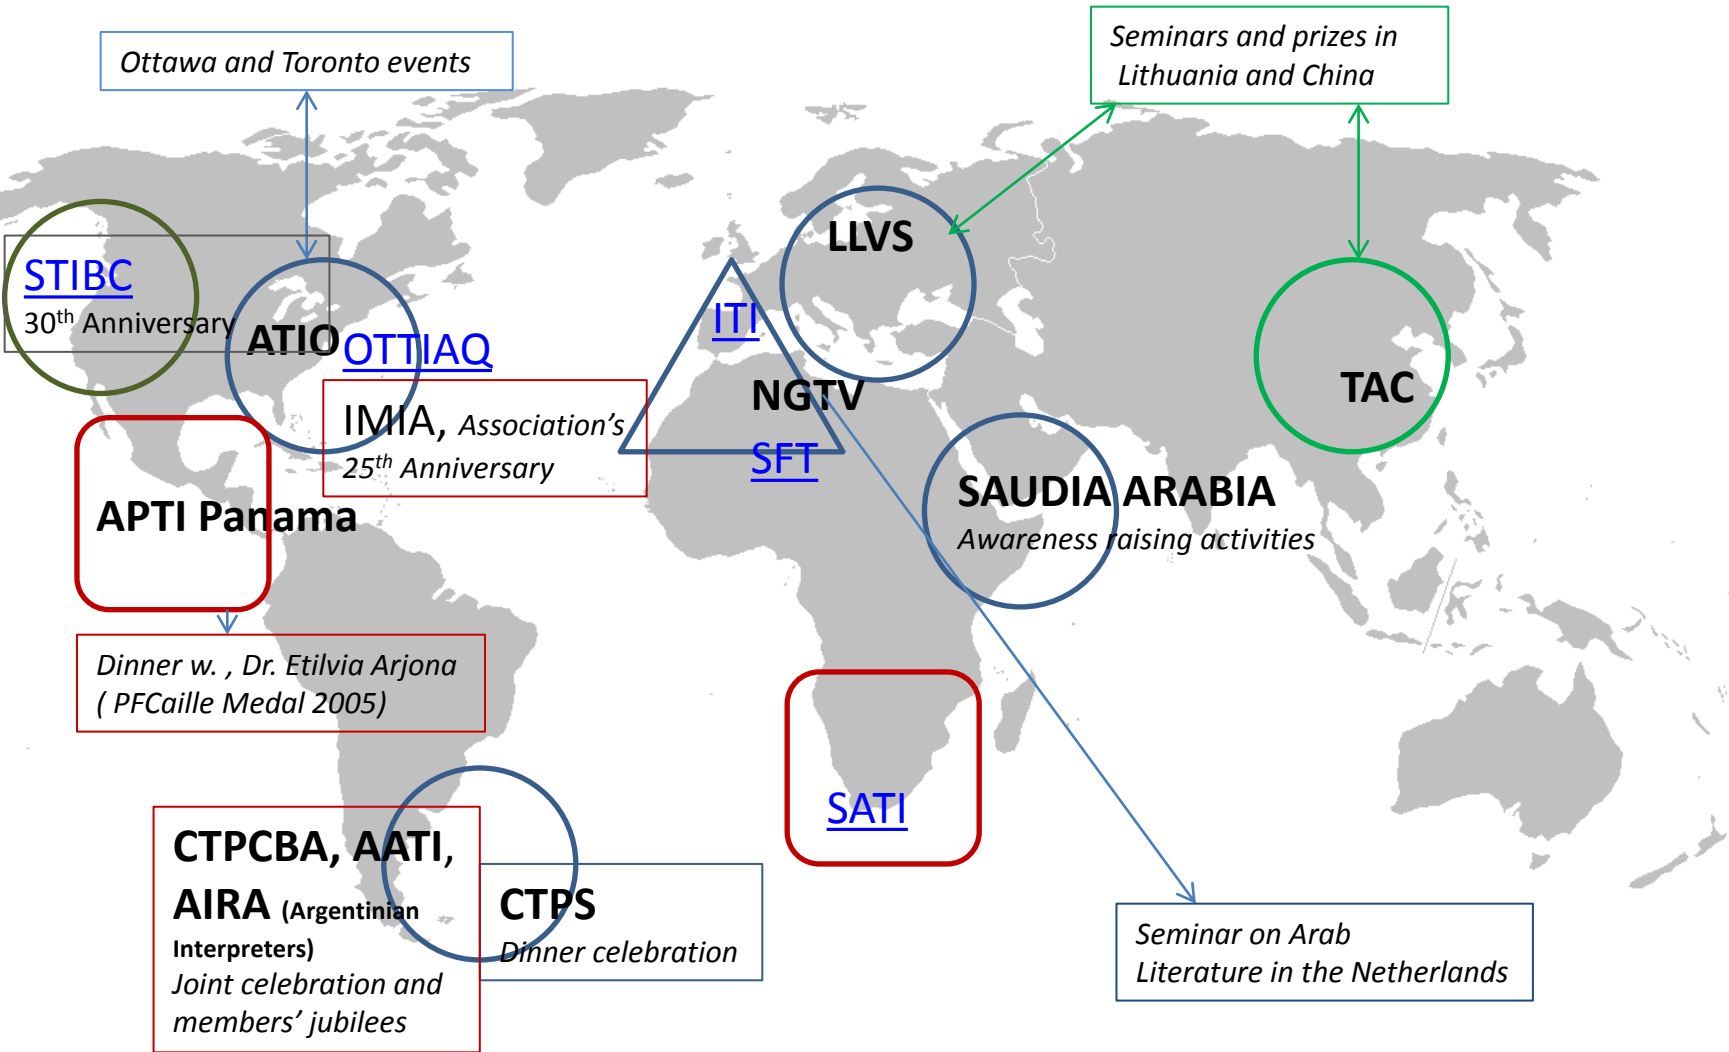 Ottawa and Toronto events
Seminars and prizes in
Lithuania and China
STIBC
30th Anniversary
ATIO
OTTIAQ
IMIA, Association's
25th Anniversary
LLVS
ITI
NGTV
SFT
TAC
SAUDIA ARABIA
Awareness raising activities
APTI Panama
Dinner w. , Dr. Etilvia Arjona
( PFCaille Medal 2005)
SATI
CTPCBA, AATI,
AIRA (Argentinian
Interpreters)
Joint celebration and
members' jubilees
CTPS
Dinner celebration
Seminar on Arab
Literature in the Netherlands